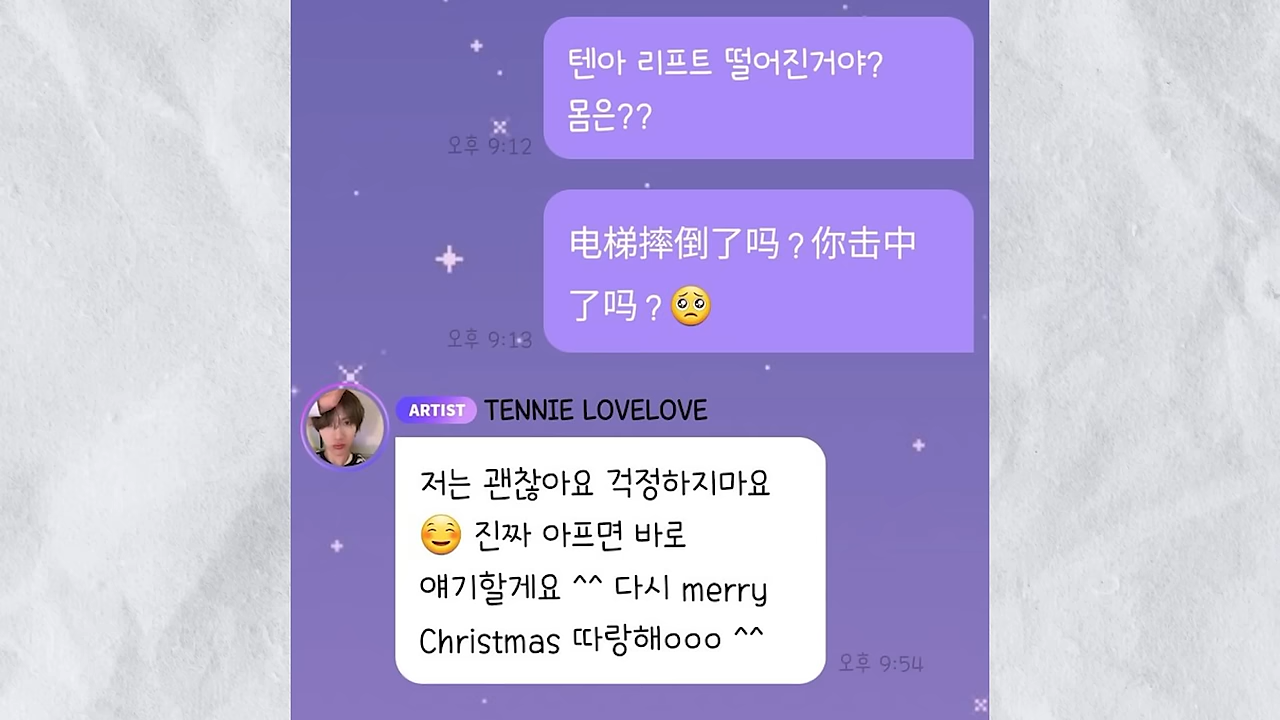 텐아 리프트 떨어진거야?
몸은??
오후 9:12
电梯摔倒了吗？你击中
了吗？🥺
오후 9:13
ARTIST TENNIE LOVELOVE
저는 괜찮아요 걱정하지마요
☺️ 진짜 아프면 바로
얘기할게요 ^^ 다시 merry
Christmas 따랑해ooo ^^
오후 9:54